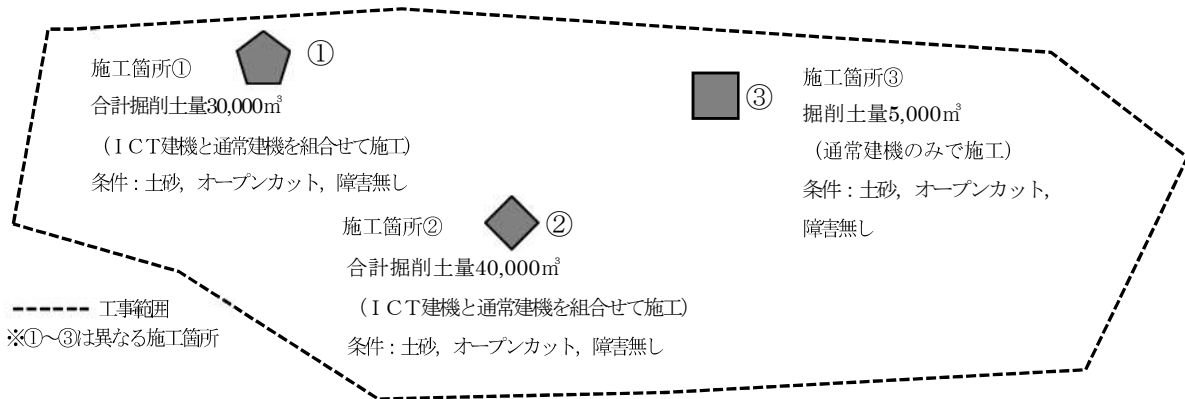 施工箇所①
①
合計掘削土量30,000㎥
（ＩＣＴ建機と通常建機を組合せて施工）
条件：土砂，オープンカット，障害無し
施工箇所②
②
合計掘削土量40,000㎥
（ＩＣＴ建機と通常建機を組合せて施工）
条件：土砂，オープンカット，障害無し
③
施工箇所③
掘削土量5,000㎥
（通常建機のみで施工）
条件：土砂，オープンカット，
障害無し
工事範囲
※①～③は異なる施工箇所